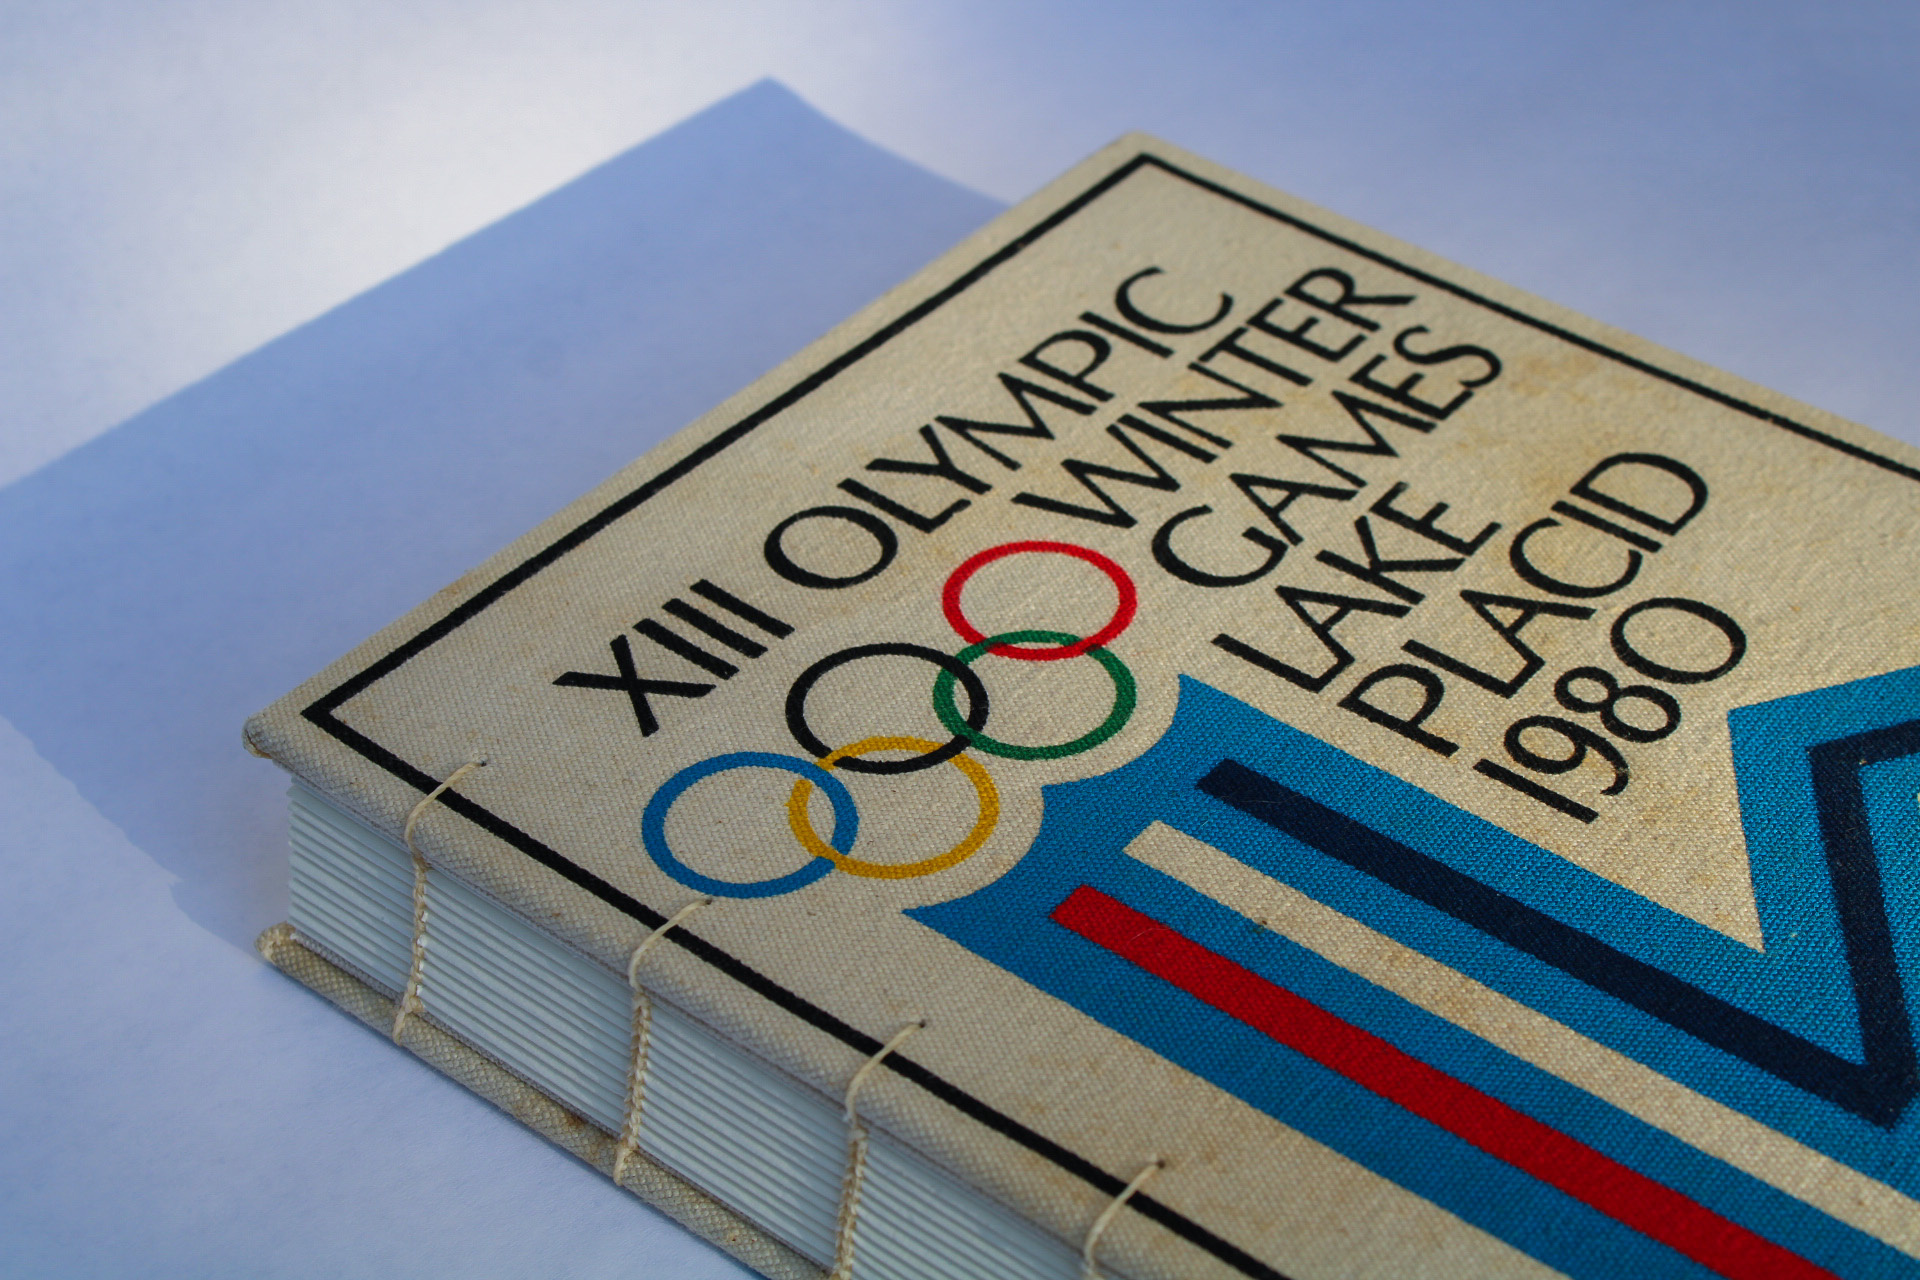 XIII OLYMPIC
WINTER
GAMES
LAKE
PLACID
1980